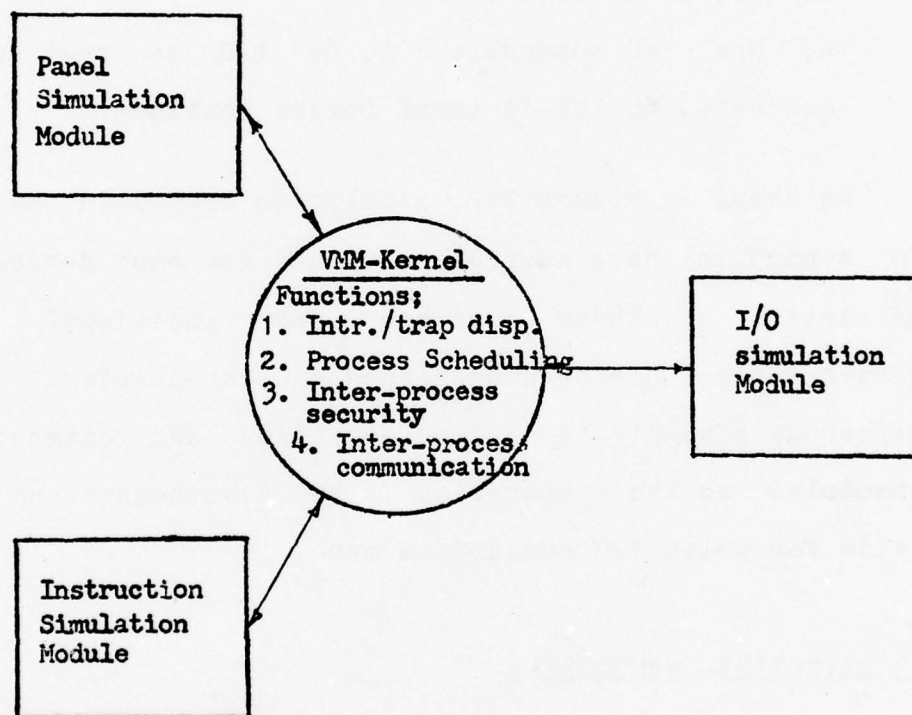 Panel
Simulation
Module
VMM-Kernel
Functions;
1. Intr./trap disp.
2. Process Scheduling
3. Inter-process
security
4. Inter-process
communication
I/O
simulation
Module
Instruction
Simulation
Module